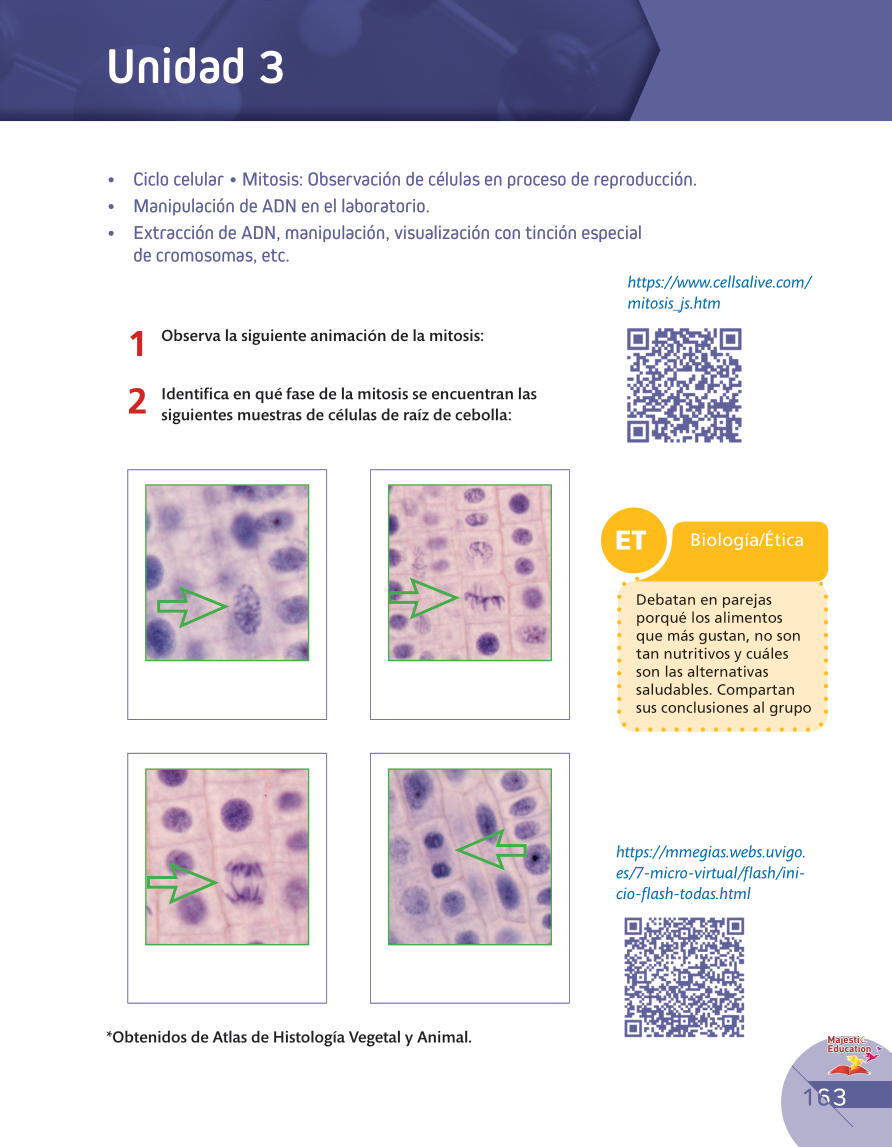 Unidad 3
• Ciclo celular • Mitosis: Observación de células en proceso de reproducción.
• Manipulación de ADN en el laboratorio.
• Extracción de ADN, manipulación, visualización con tinción especial
de cromosomas, etc.
https://www.cellsalive.com/
mitosis_js.htm
1 Observa la siguiente animación de la mitosis:
2 Identifica en qué fase de la mitosis se encuentran las
siguientes muestras de células de raíz de cebolla:
ET Biología/Ética
Debatan en parejas
porqué los alimentos
que más gustan, no son
tan nutritivos y cuáles
son las alternativas
saludables. Compartan
sus conclusiones al grupo
https://mmegias.webs.uvigo.
es/7-micro-virtual/flash/ini-
cio-flash-todas.html
*Obtenidos de Atlas de Histología Vegetal y Animal.
Majestic
Education
163